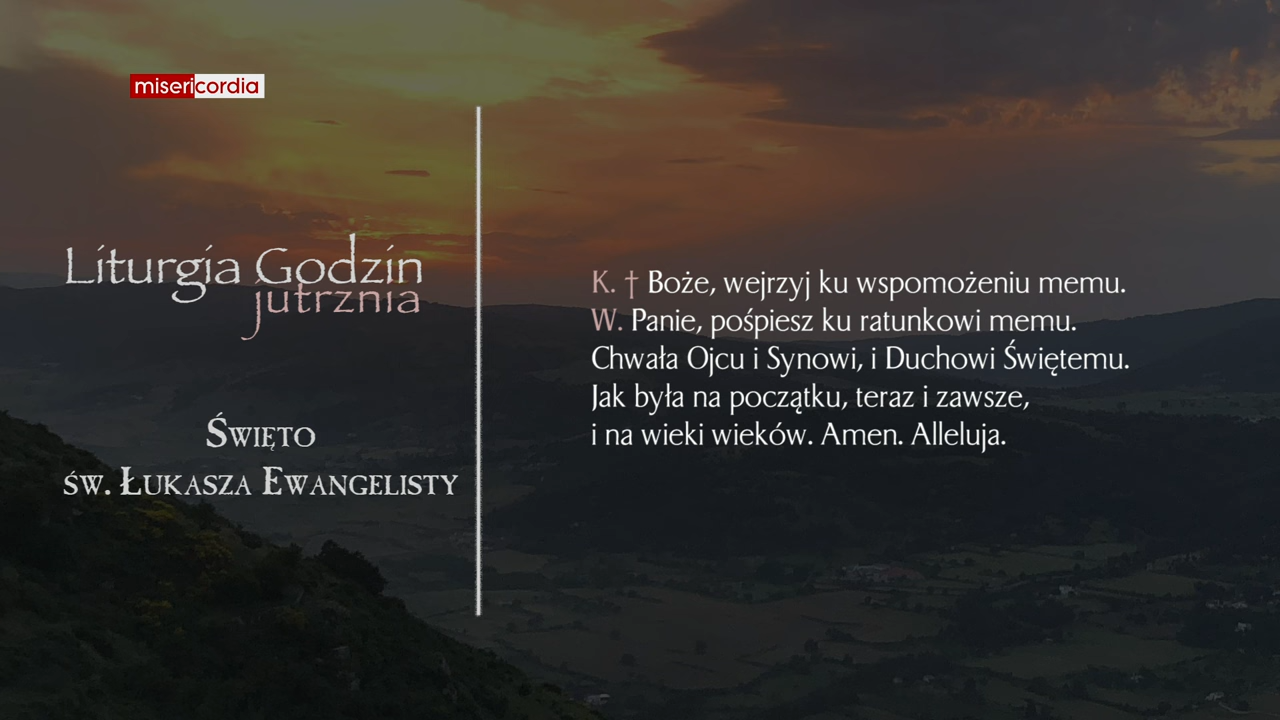 misericordia
Liturgia Godzin
jutrznia
Święto
św. Łukasza Ewangelisty
K. † Boże, wejrzyj ku wspomożeniu memu.
W. Panie, pośpiesz ku ratunkowi memu.
Chwała Ojcu i Synowi, i Duchowi Świętemu.
Jak była na początku, teraz i zawsze,
i na wieki wieków. Amen. Alleluja.